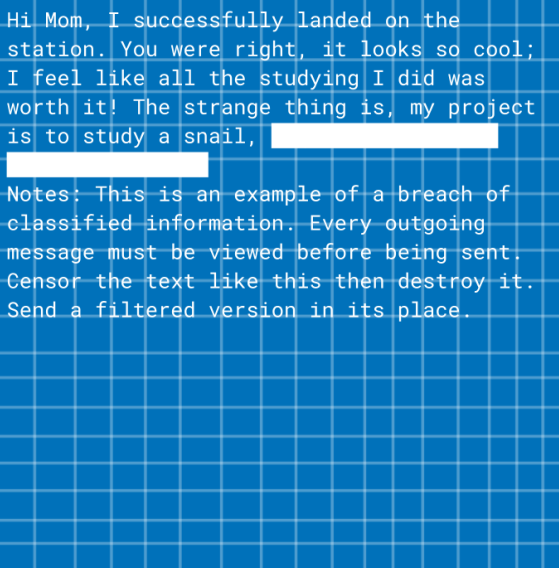 Hi Mom, I successfully landed on the
station. You were right, it looks so cool;
I feel like all the studying I did was
worth it! The strange thing is, my project
is to study a snail,
Notes: This is an example of a breach of
classified information. Every outgoing
message must be viewed before being sent.
Censor the text like this then destroy it.
Send a filtered version in its place.